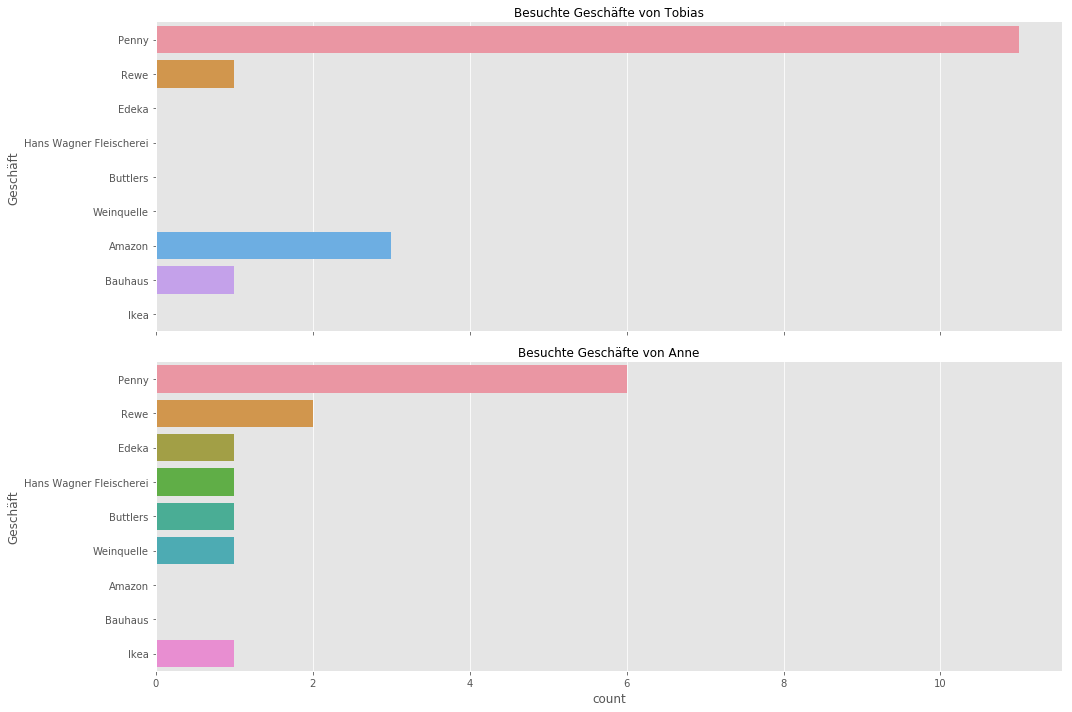 Besuchte Geschäfte von Tobias
Geschäft
Penny
Rewe
Edeka
Hans Wagner Fleischerei
Buttlers
Weinquelle
Amazon
Bauhaus
Ikea
Besuchte Geschäfte von Anne
Geschäft
Penny
Rewe
Edeka
Hans Wagner Fleischerei
Buttlers
Weinquelle
Amazon
Bauhaus
Ikea
0 2 4 6 8 10
count